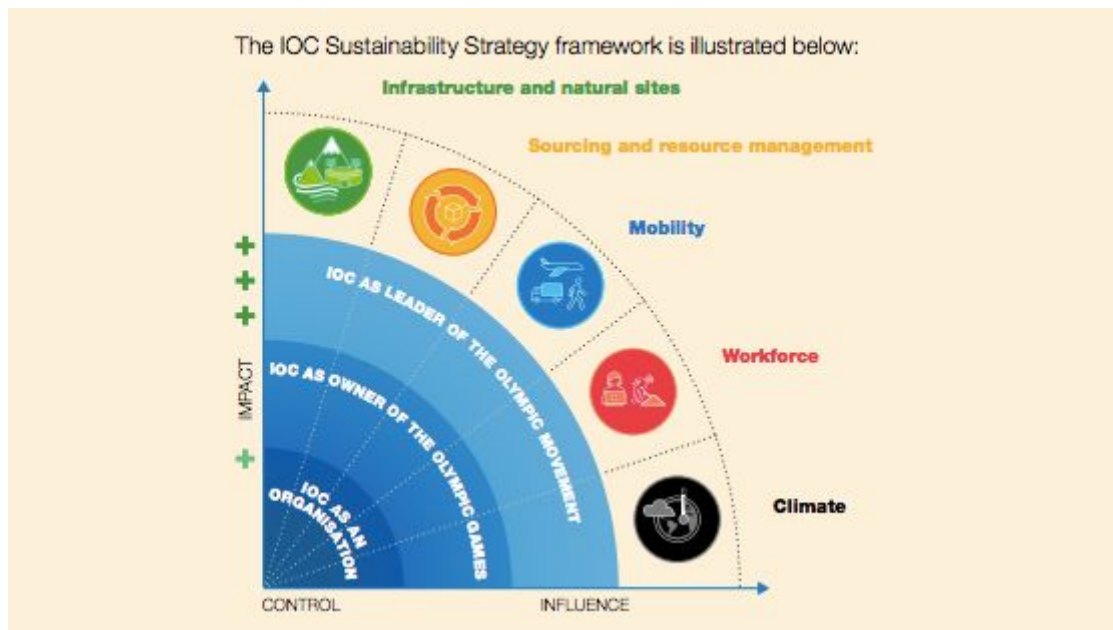 The IOC Sustainability Strategy framework is illustrated below:
Infrastructure and natural sites
Sourcing and resource management
Mobility
Workforce
Climate
IOC AS LEADER OF THE OLYMPIC MOVEMENT
IOC AS OWNER OF THE OLYMPIC GAMES
IOC AS AN
ORGANISATION
+
+
+
IMPACT
+
CONTROL
INFLUENCE